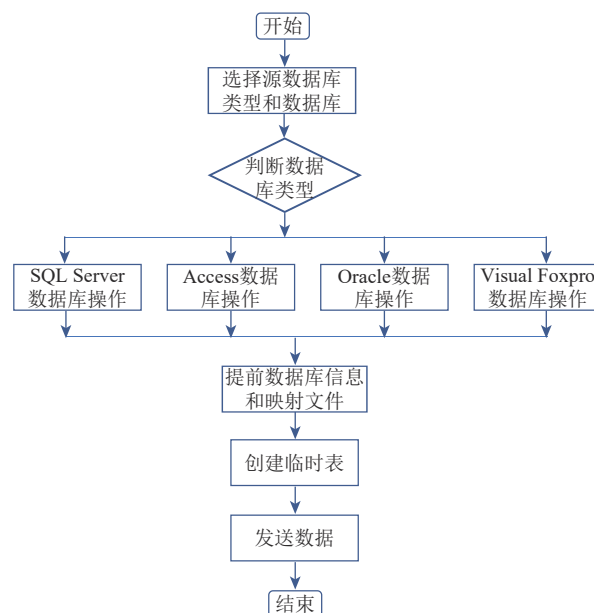 开始
选择源数据库
类型和数据库
判断数据
库类型
SQL Server
数据库操作
Access数据
库操作
Oracle数据
库操作
Visual Foxpro
数据库操作
提前数据库信息
和映射文件
创建临时表
发送数据
结束